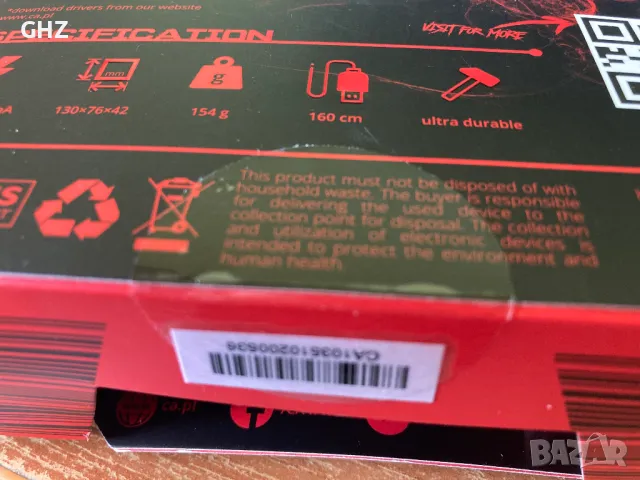 GHZ
*download drivers from our website
*www.ca.pl
SPECIFICATION
VISIT FOR MORE
mm
g
130×76×42
154 g
160 cm
ultra durable
This product must not be disposed of with
household waste. The buyer is responsible
for delivering the used device to the
collection point for disposal. The collection
and utilization of electronic devices is
intended to protect the environment and
human health.
ca.pl
BAZAR